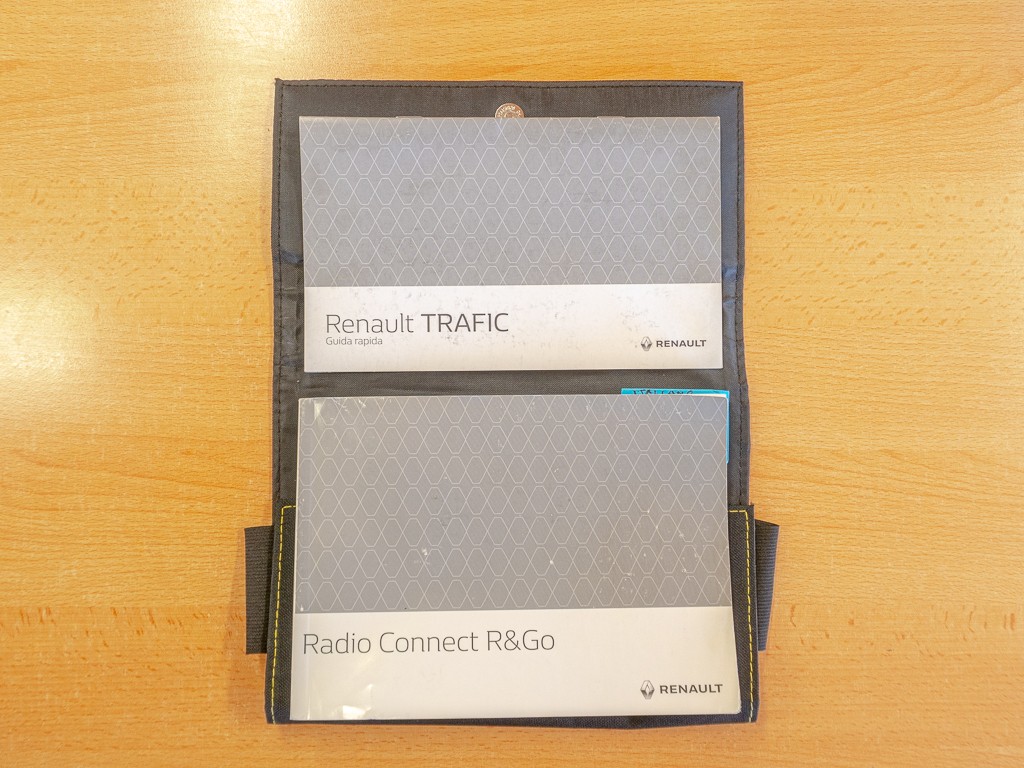 Renault TRAFIC
Guida rapida
RENAULT
Radio Connect R&Go
RENAULT